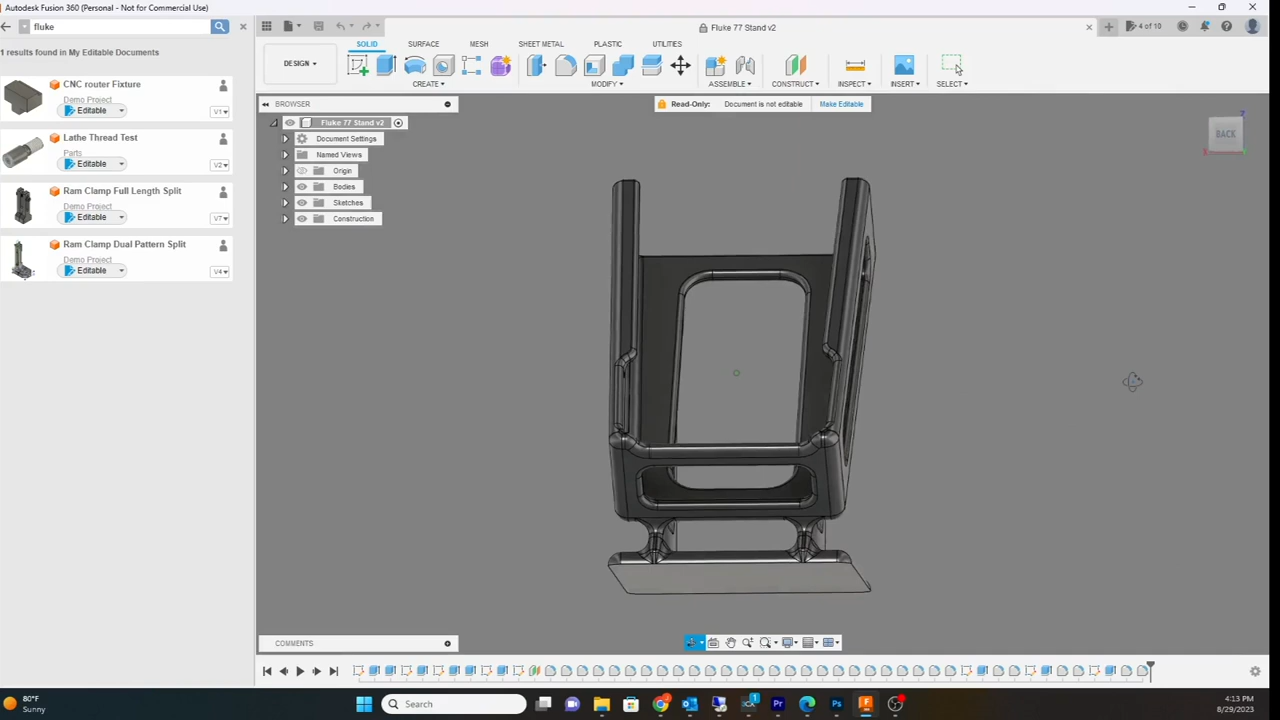 Autodesk Fusion 360 (Personal - Not for Commercial Use)
fluke
1 results found in My Editable Documents
CNC router Fixture
Demo Project
Editable
V1
Lathe Thread Test
Parts
Editable
V2
Ram Clamp Full Length Split
Demo Project
Editable
V7
Ram Clamp Dual Pattern Split
Demo Project
Editable
V4
Fluke 77 Stand v2
4 of 10
DESIGN
SOLID
SURFACE
MESH
SHEET METAL
PLASTIC
UTILITIES
CREATE
MODIFY
ASSEMBLE
CONSTRUCT
INSPECT
INSERT
SELECT
BROWSER
Read-Only: Document is not editable Make Editable
Fluke 77 Stand v2
Document Settings
Named Views
Origin
Bodies
Sketches
Construction
Z
BACK
COMMENTS
80°F
Sunny
Search
4:13 PM
8/29/2023